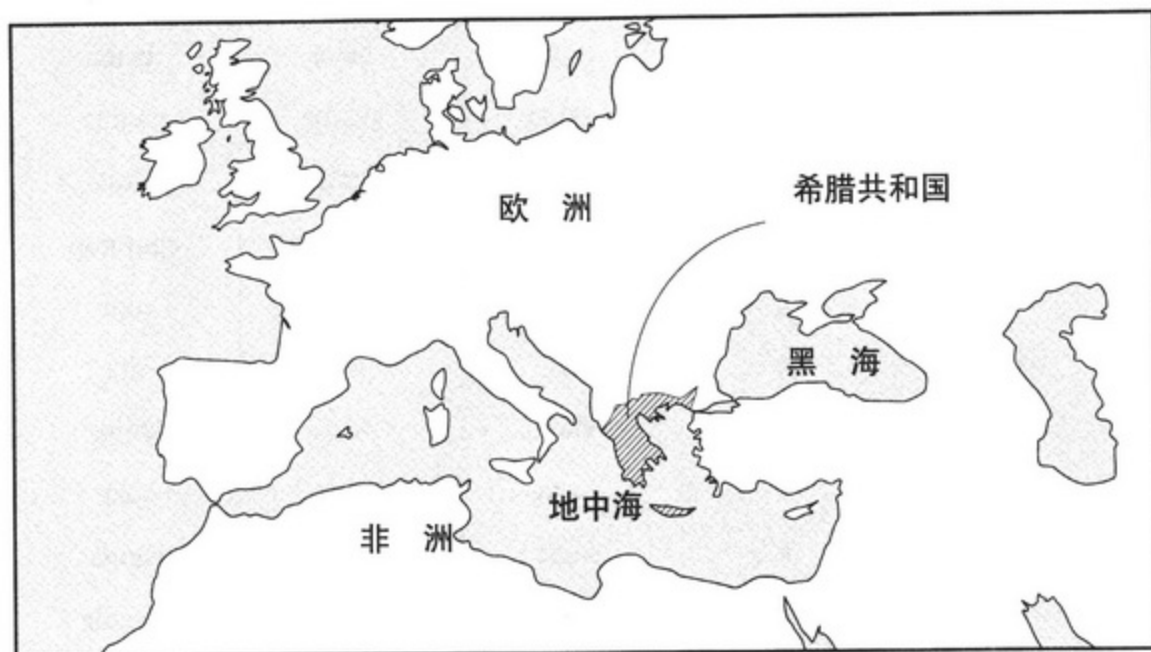 希腊共和国
欧 洲
黑 海
地中海
非 洲